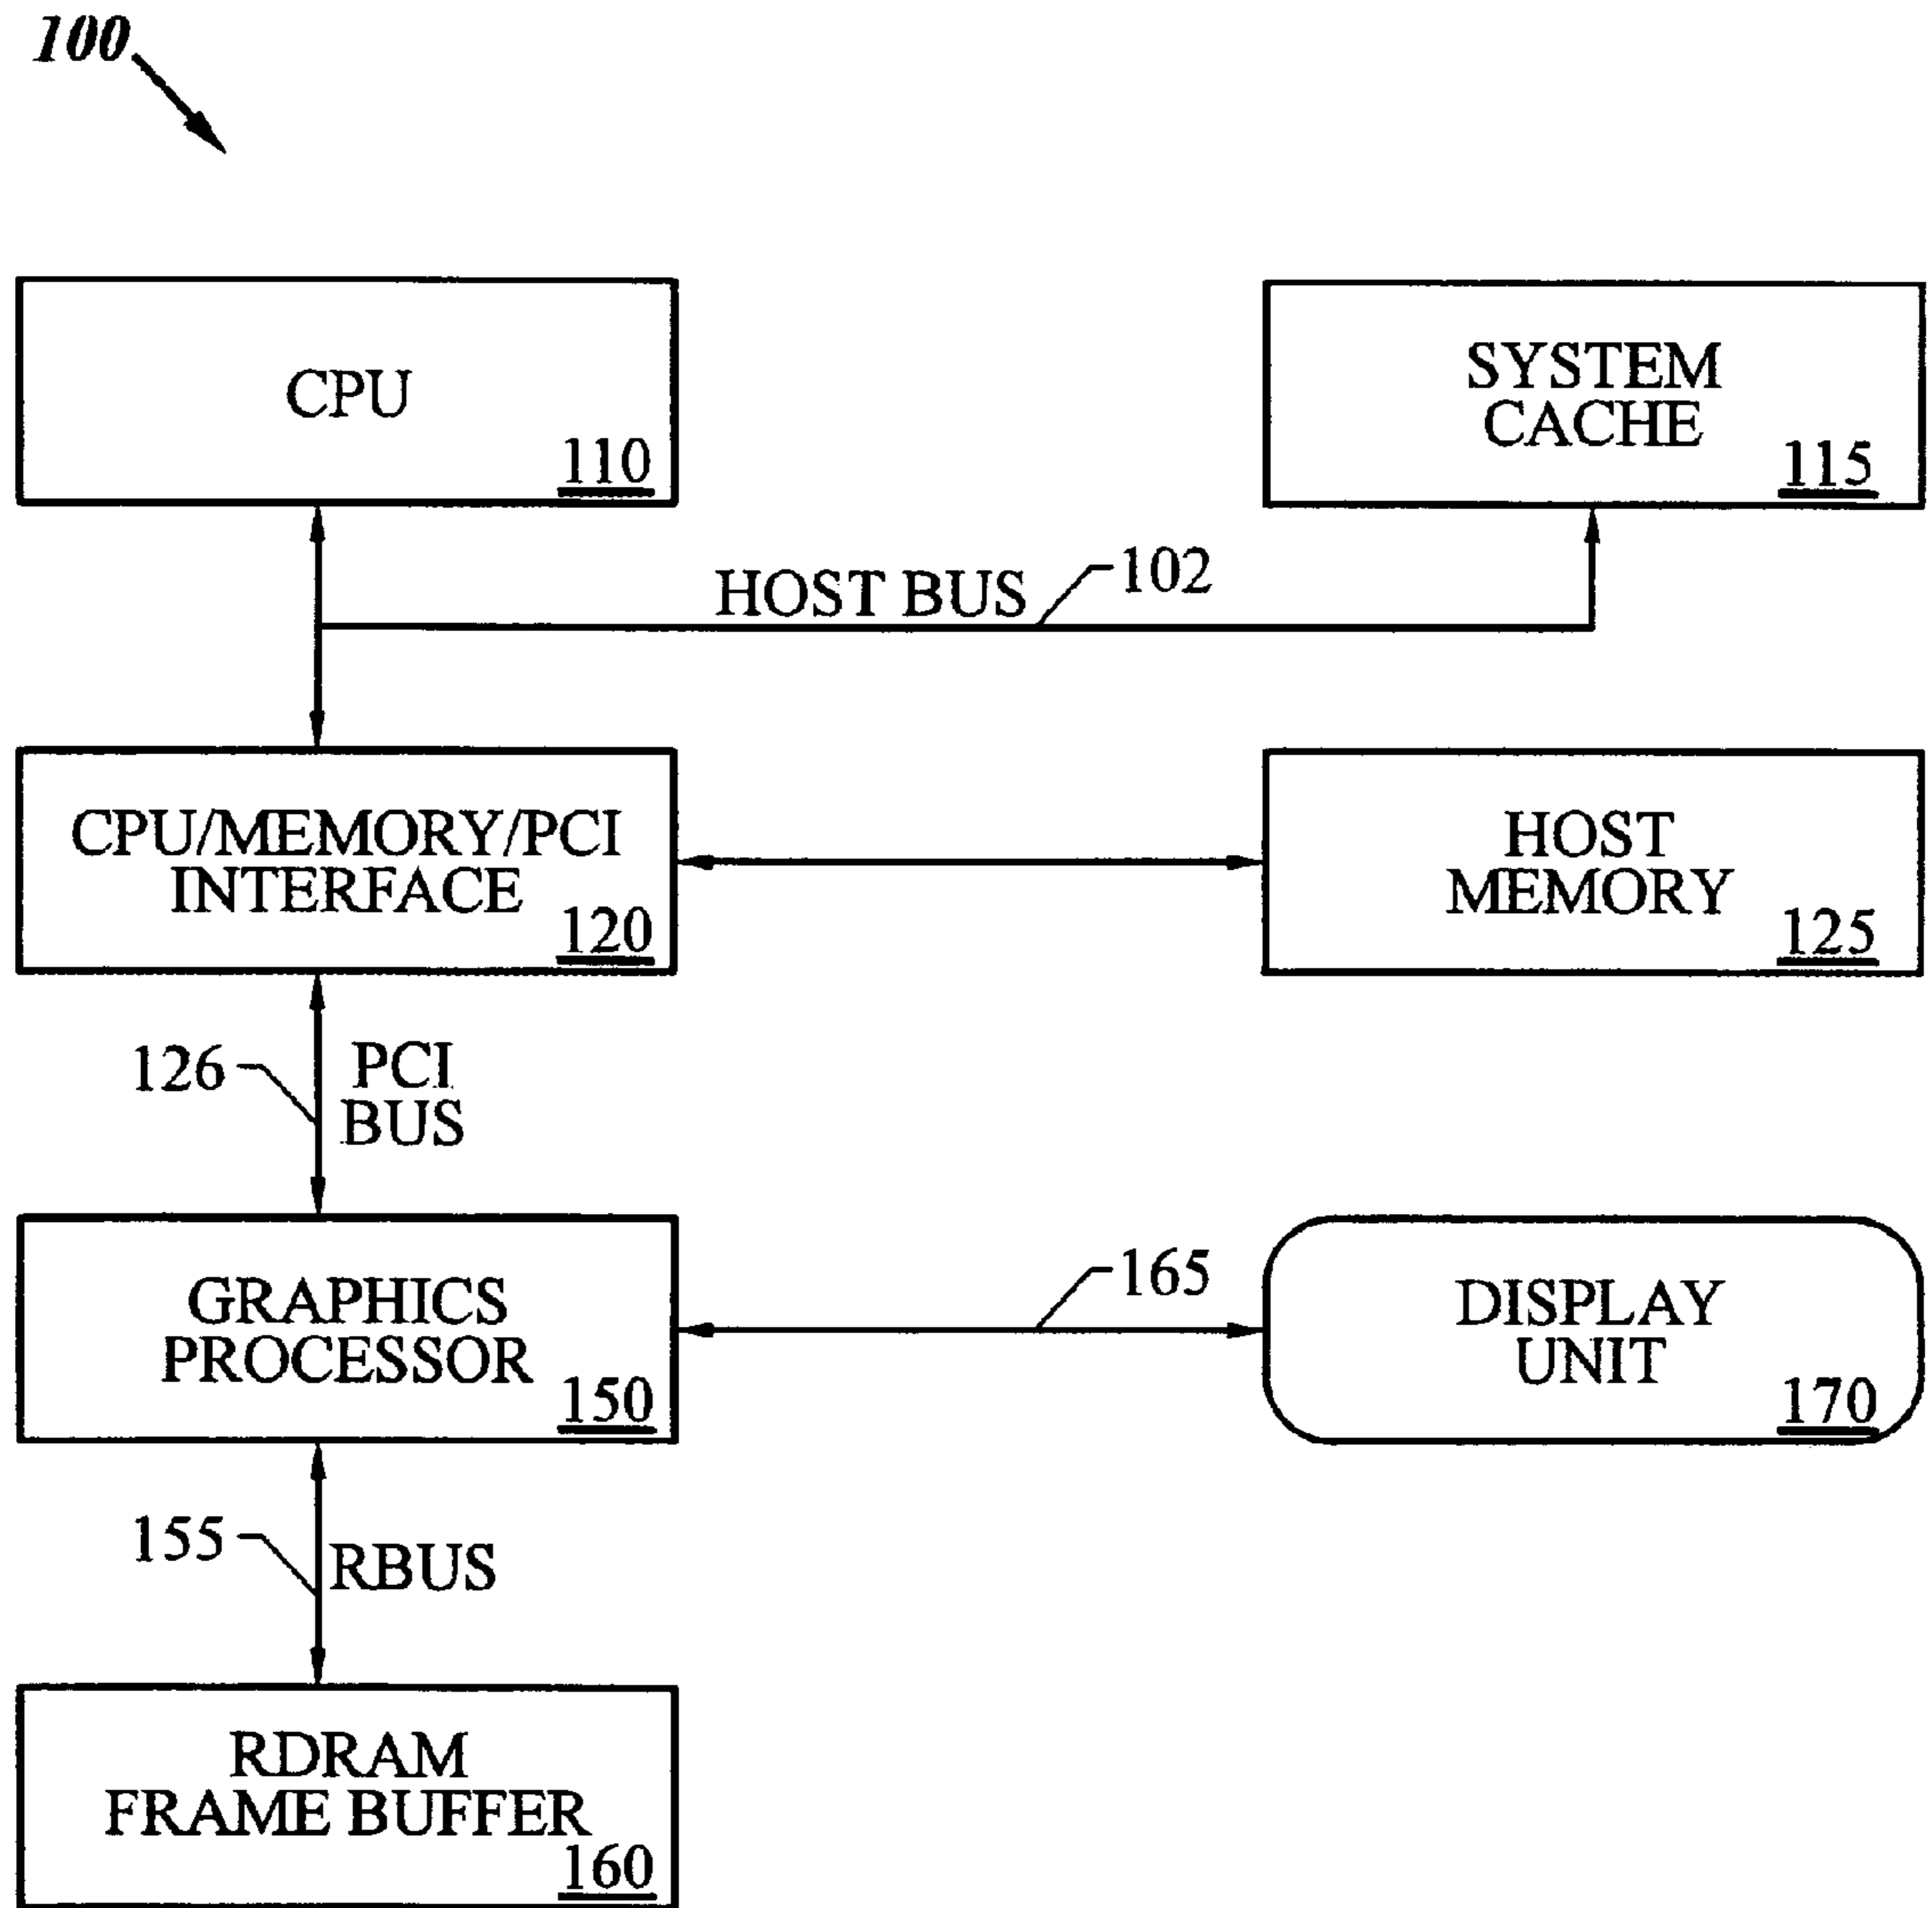 100
CPU
110
SYSTEM
CACHE
115
HOST BUS
102
CPU/MEMORY/PCI
INTERFACE
120
HOST
MEMORY
125
126
PCI
BUS
GRAPHICS
PROCESSOR
150
165
DISPLAY
UNIT
170
155
RBUS
RDRAM
FRAME BUFFER
160